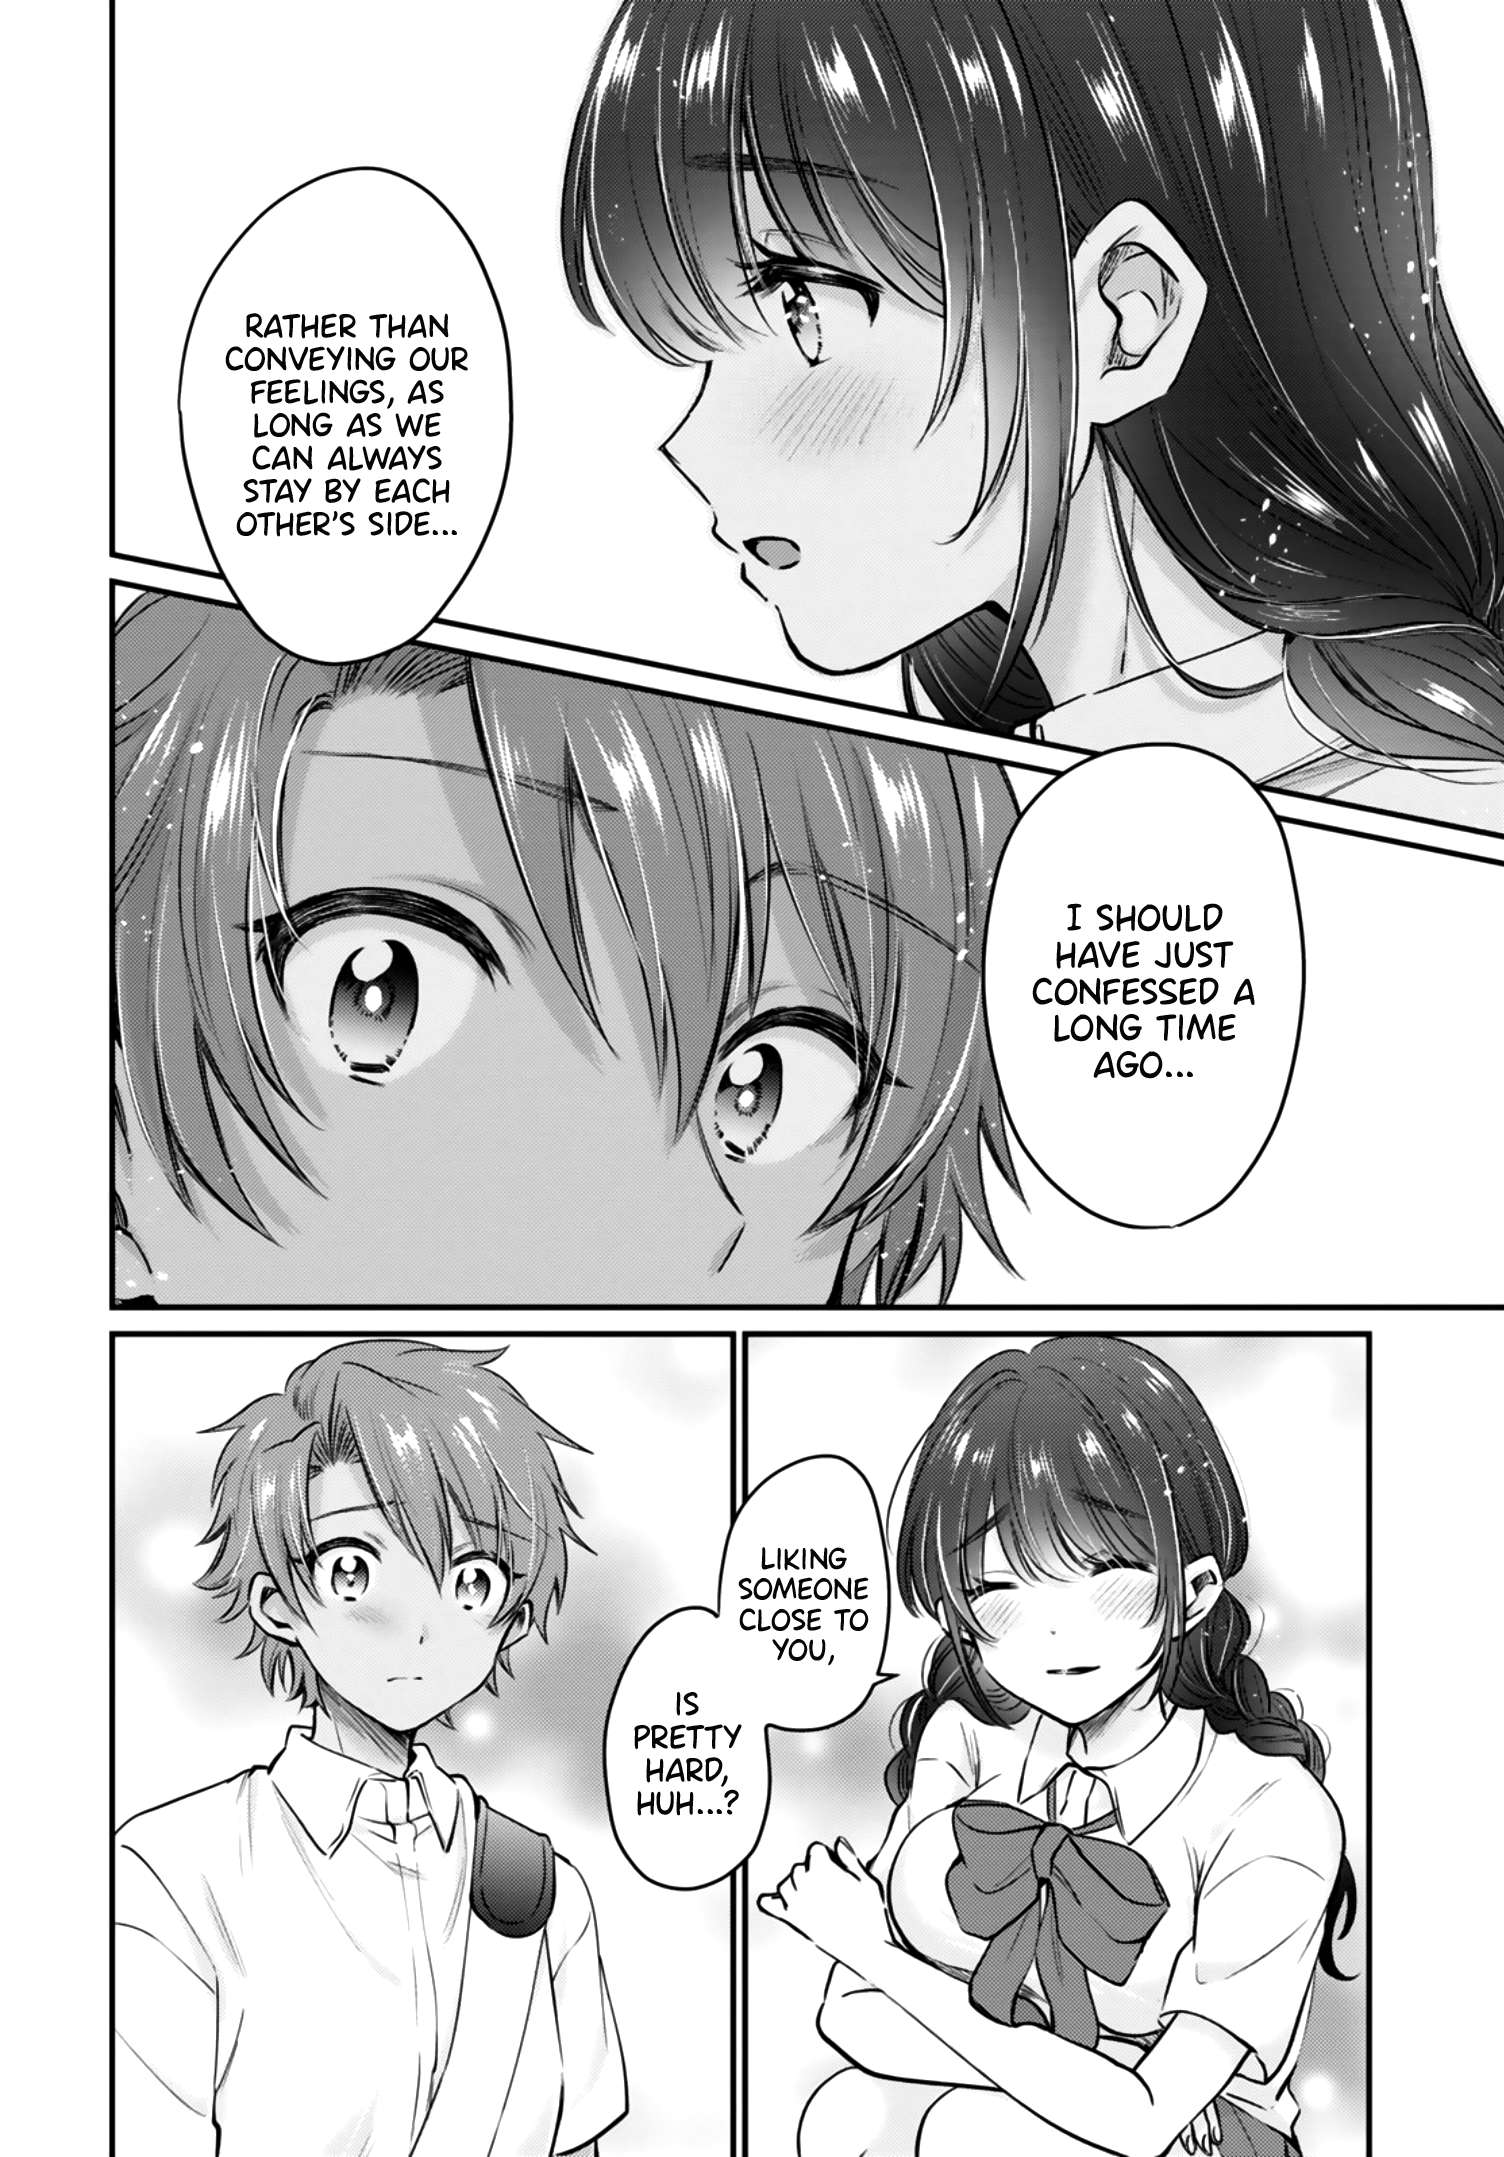 RATHER THAN
CONVEYING OUR
FEELINGS, AS
LONG AS WE
CAN ALWAYS
STAY BY EACH
OTHER'S SIDE...
I SHOULD
HAVE JUST
CONFESSED A
LONG TIME
AGO...
LIKING
SOMEONE
CLOSE TO
YOU,
IS
PRETTY
HARD,
HUH...?